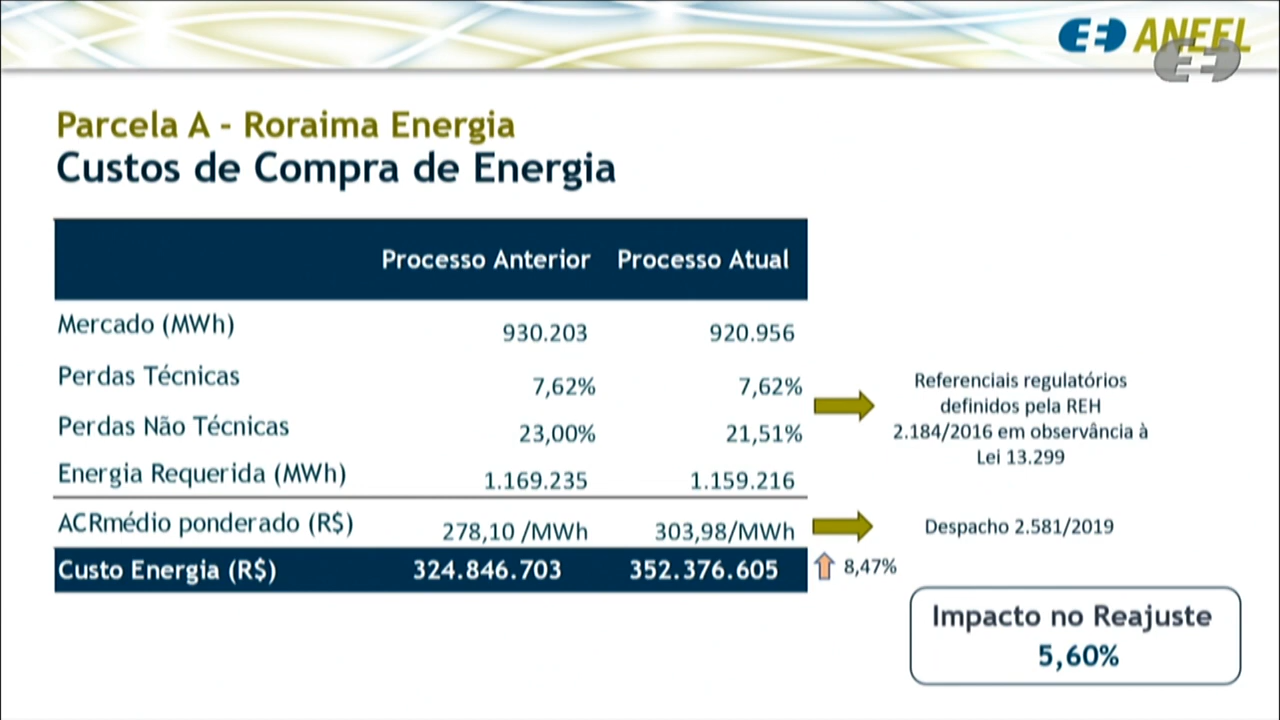 ANEEL
Parcela A - Roraima Energia
Custos de Compra de Energia
Processo Anterior Processo Atual
Mercado (MWh) 930.203 920.956
Perdas Técnicas 7,62% 7,62%
Perdas Não Técnicas 23,00% 21,51%
Energia Requerida (MWh) 1.169.235 1.159.216
ACRmédio ponderado (R$) 278,10 /MWh 303,98/MWh
Custo Energia (R$) 324.846.703 352.376.605
Referenciais regulatórios
definidos pela REH
2.184/2016 em observância à
Lei 13.299
Despacho 2.581/2019
8,47%
Impacto no Reajuste
5,60%